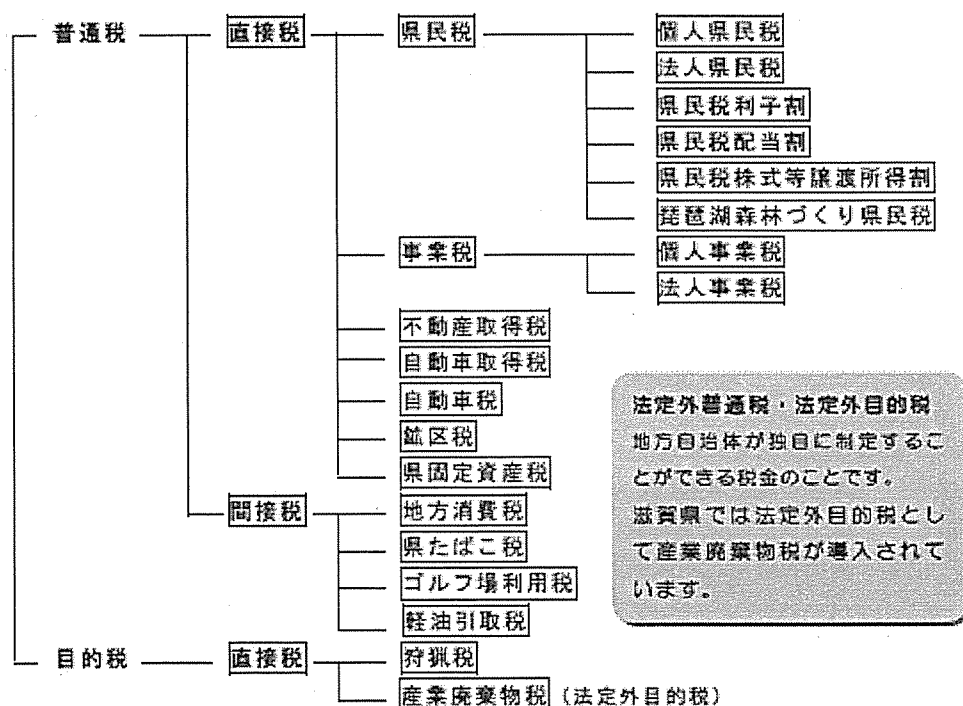 普通税 直接税 県民税 個人県民税
法人県民税
県民税利子割
県民税配当割
県民税株式等譲渡所得割
琵琶湖森林づくり県民税
事業税 個人事業税
法人事業税
不動産取得税
自動車取得税
自動車税
鉱区税
県固定資産税
間接税 地方消費税
県たばこ税
ゴルフ場利用税
軽油引取税
目的税 直接税 狩猟税
産業廃棄物税 (法定外目的税)
法定外普通税・法定外目的税
地方自治体が独自に制定するこ
とができる税金のことです。
滋賀県では法定外目的税とし
て産業廃棄物税が導入されて
います。